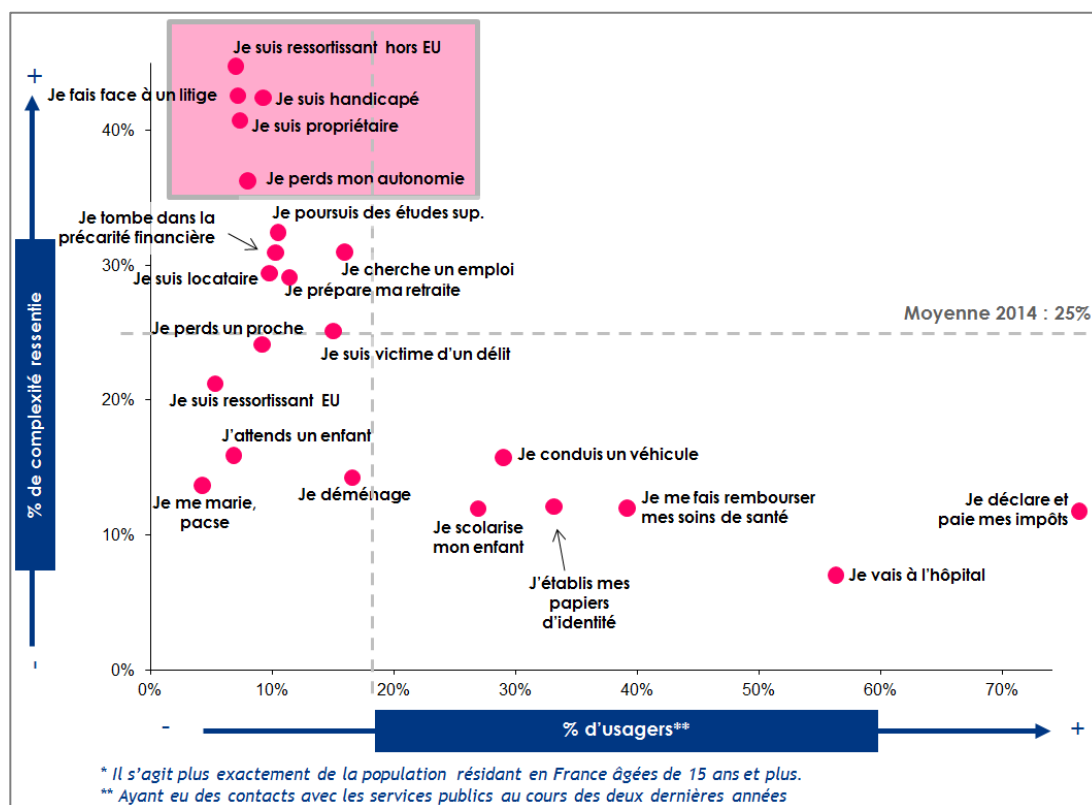 Je suis ressortissant hors EU
+
Je fais face à un litige
Je suis handicapé
40%
Je suis propriétaire
Je perds mon autonomie
Je poursuis des études sup.
Je tombe dans la
précarité financière
30%
Je cherche un emploi
Je suis locataire
Je prépare ma retraite
Moyenne 2014 : 25%
Je perds un proche
Je suis victime d'un délit
% de complexité ressentie
20%
Je suis ressortissant EU
J'attends un enfant
Je conduis un véhicule
Je me marie,
pacse
Je déménage
10%
Je scolarise
mon enfant
Je me fais rembourser
mes soins de santé
Je déclare et
paie mes impôts
J'établis mes
papiers
d'identité
Je vais à l'hôpital
-
0%
0% 10% 20% 30% 40% 50% 60% 70%
- % d'usagers** +
* Il s'agit plus exactement de la population résidant en France âgées de 15 ans et plus.
** Ayant eu des contacts avec les services publics au cours des deux dernières années